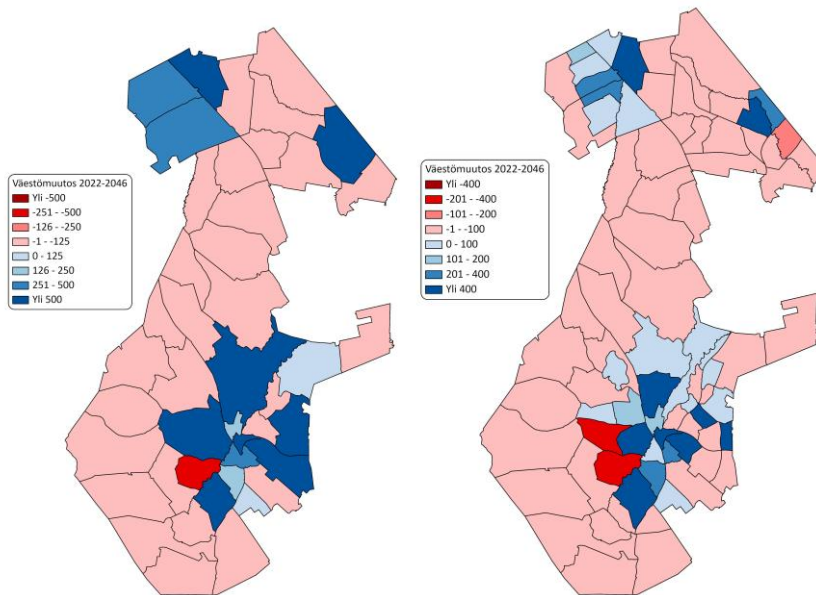 Väestömuutos 2022-2046
Yli -500
-251 - -500
-126 - -250
-1 - -125
0 - 125
126 - 250
251 - 500
Yli 500
Väestömuutos 2022-2046
Yli -400
-201 - -400
-101 - -200
-1 - -100
0 - 100
101 - 200
201 - 400
Yli 400